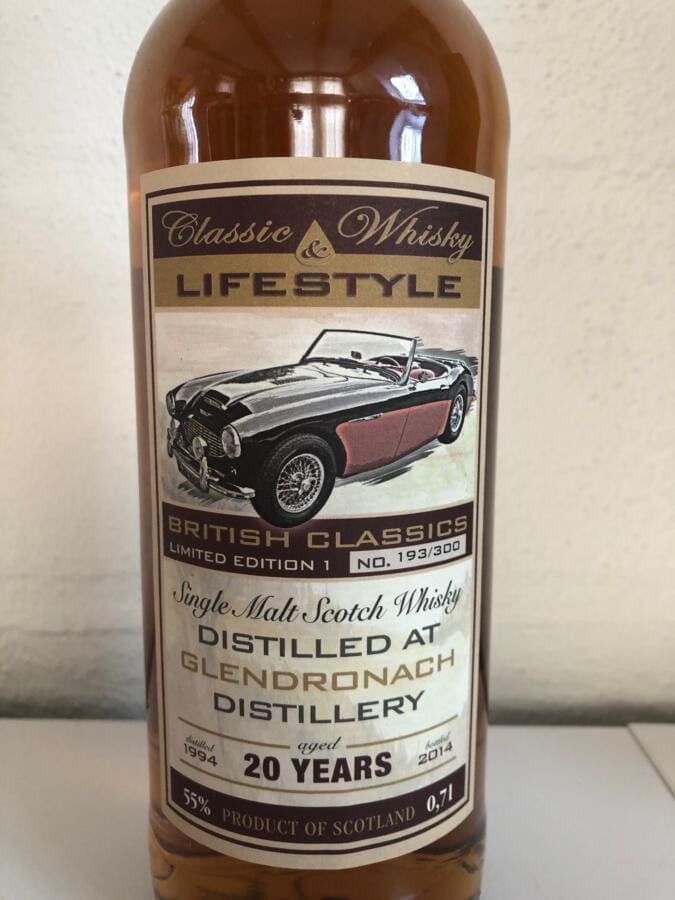 Classic & Whisky
LIFESTYLE
BRITISH CLASSICS
LIMITED EDITION 1 NO. 193/300
Single Malt Scotch Whisky
DISTILLED AT
GLENDRONACH
DISTILLERY
distilled 1994 aged 20 YEARS bottled 2014
55% PRODUCT OF SCOTLAND 0,7l